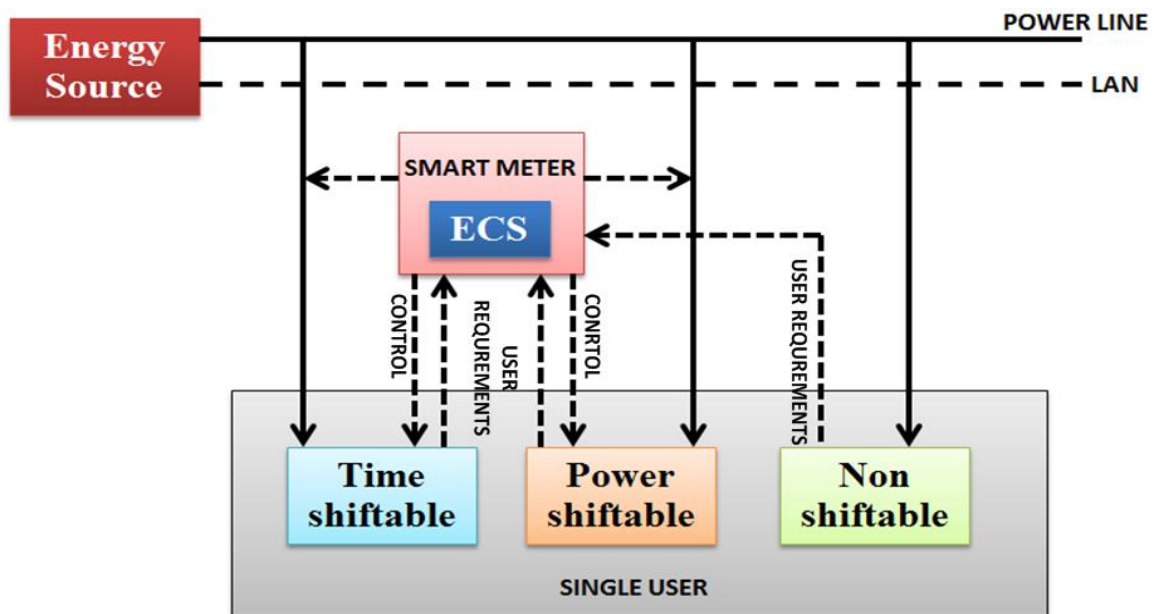 POWER LINE
Energy
Source
LAN
SMART METER
ECS
CONTROL
REQUREMENTS
USER
CONRTOL
USER REQUREMENTS
Time
shiftable
Power
shiftable
Non
shiftable
SINGLE USER